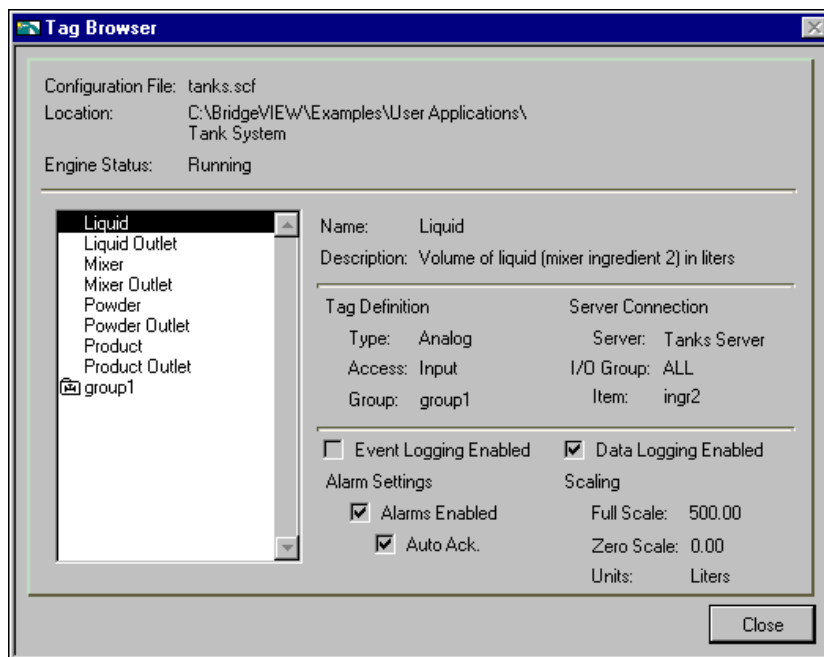 Tag Browser
Configuration File: tanks.scf
Location: C:\BridgeVIEW\Examples\User Applications\
Tank System
Engine Status: Running
Liquid
Liquid Outlet
Mixer
Mixer Outlet
Powder
Powder Outlet
Product
Product Outlet
group1
Name: Liquid
Description: Volume of liquid (mixer ingredient 2) in liters
Tag Definition
Type: Analog
Access: Input
Group: group1
Server Connection
Server: Tanks Server
I/O Group: ALL
Item: ingr2
Event Logging Enabled
Data Logging Enabled
Alarm Settings
Alarms Enabled
Auto Ack.
Scaling
Full Scale: 500.00
Zero Scale: 0.00
Units: Liters
Close